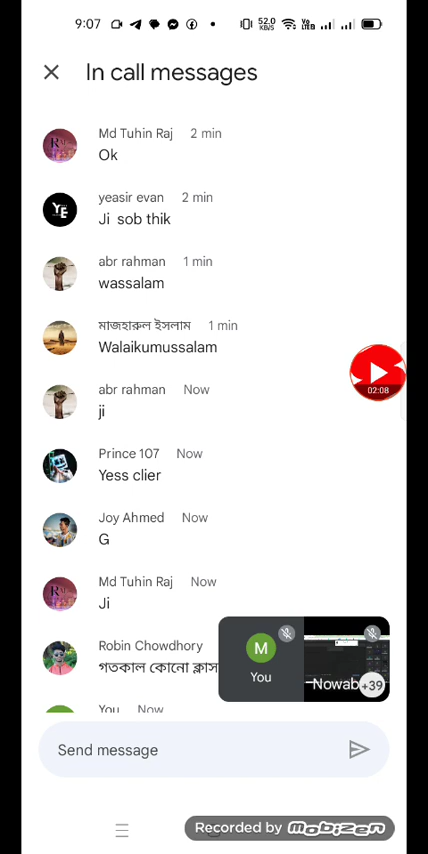 9:07
52.0
KB/S
Vo
LTE
In call messages
Md Tuhin Raj 2 min
Ok
yeasir evan 2 min
Ji sob thik
YE
abr rahman 1 min
wassalam
মাজহারুল ইসলাম 1 min
Walaikumussalam
02:08
abr rahman Now
ji
Prince 107 Now
Yess clier
Joy Ahmed Now
G
Md Tuhin Raj Now
Ji
Robin Chowdhory
গতকাল কোনো ক্লাস
M
You
Nowab +39
You Now
Send message
Recorded by mobizen